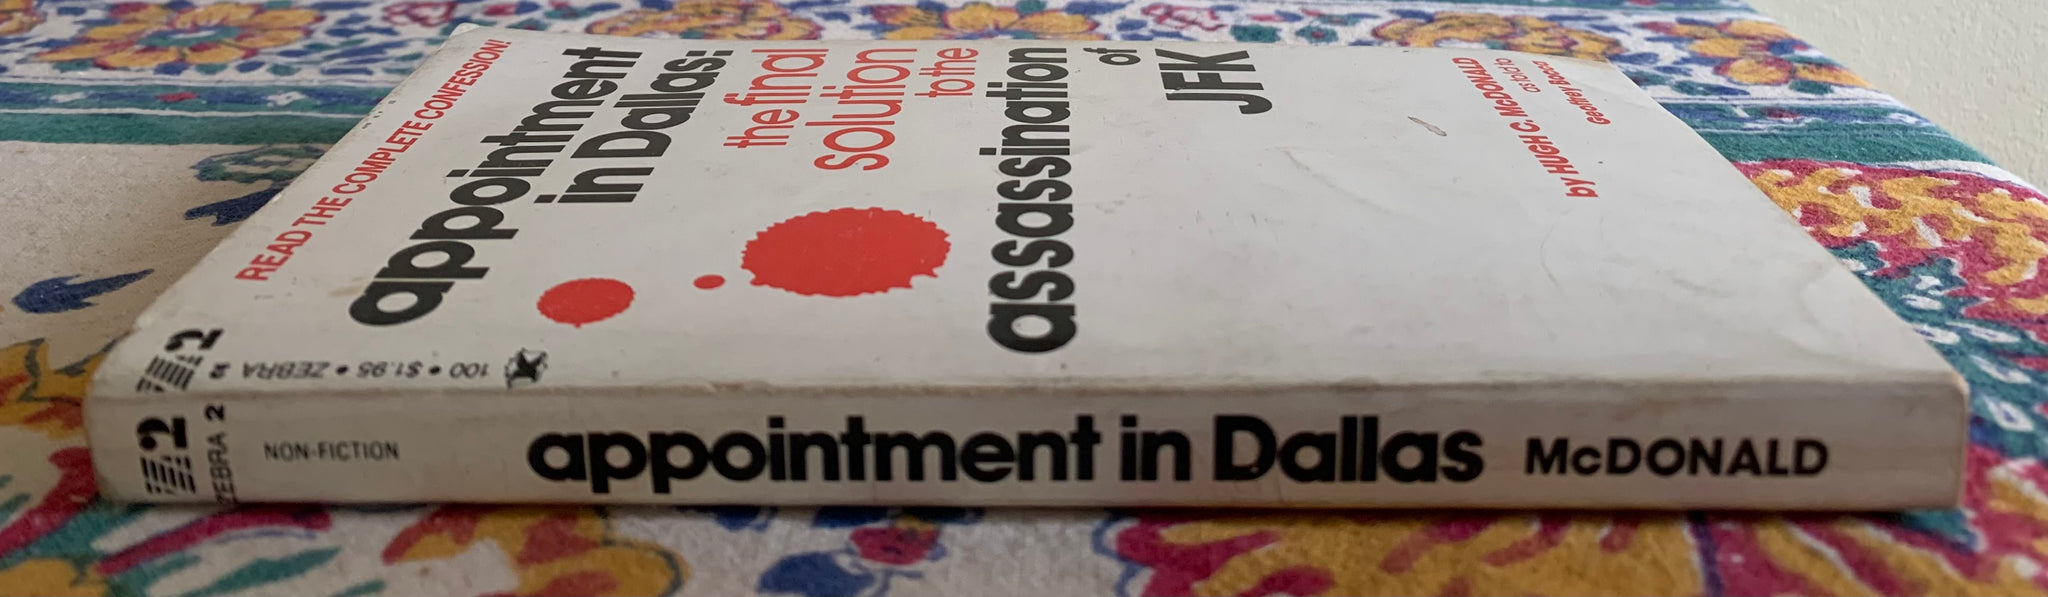 READ THE COMPLETE CONFESSION!
appointment
in Dallas:
the final
solution
to the
assassination
of
JFK
by HUGH C. McDONALD
as told to
Geoffrey Bocca
100 • $1.95 • ZEBRA
2
ZEBRA 2
NON-FICTION
appointment in Dallas McDONALD